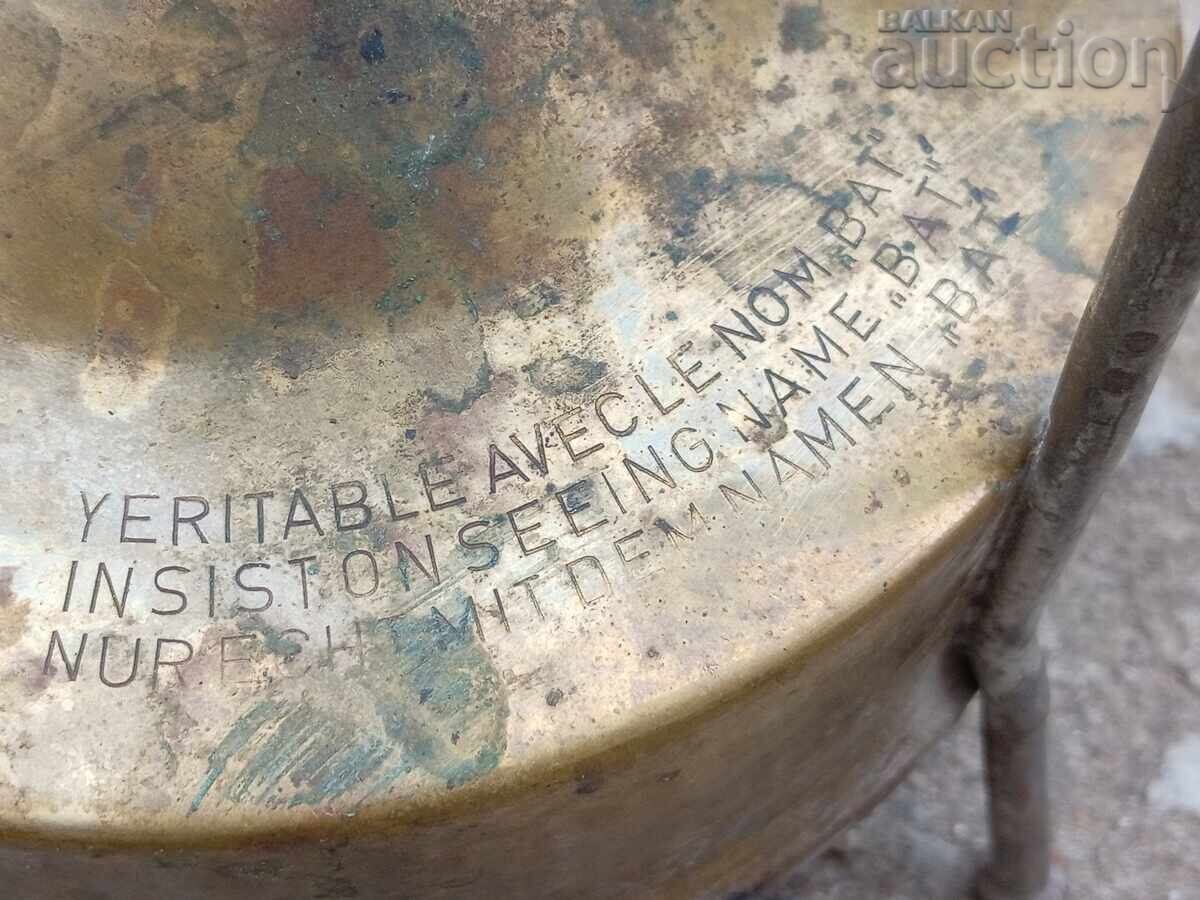 BALKAN
auction
YERITABLE AVEC LE NOM BAT"
INSIST ON SEEING NAME „BAT"
NUR ECHT MIT DEM NAMEN „BAT"